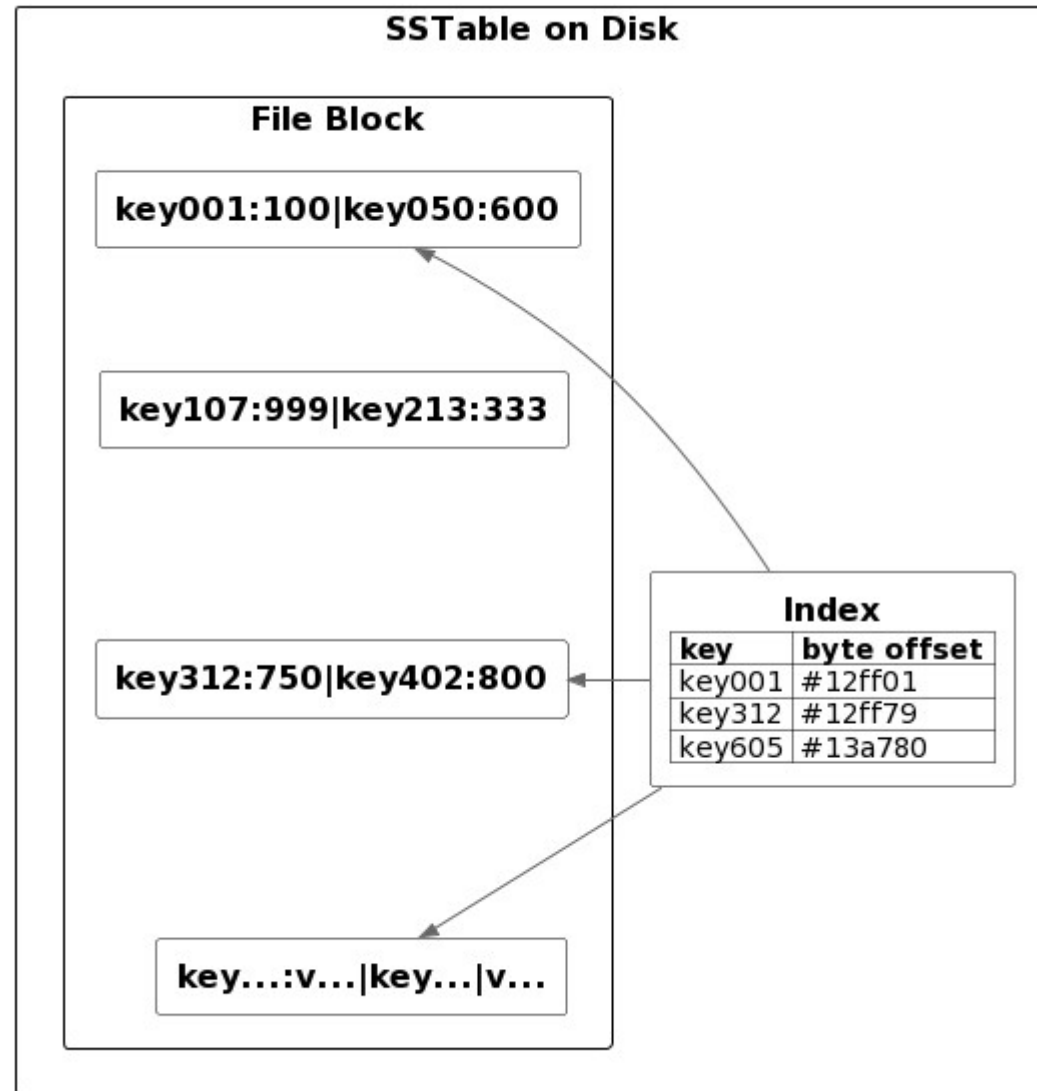 SSTable on Disk
File Block
key001:100|key050:600
key107:999|key213:333
key312:750|key402:800
key...:v...|key...|v...
Index
key byte offset
key001 #12ff01
key312 #12ff79
key605 #13a780